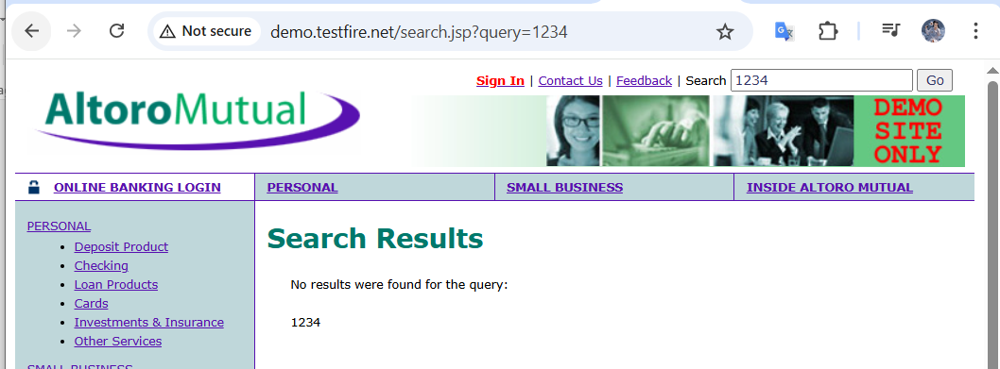 Not secure demo.testfire.net/search.jsp?query=1234
Sign In | Contact Us | Feedback | Search 1234 Go
AltoroMutual
DEMO
SITE
ONLY
ONLINE BANKING LOGIN PERSONAL SMALL BUSINESS INSIDE ALTORO MUTUAL
PERSONAL
Deposit Product
Checking
Loan Products
Cards
Investments & Insurance
Other Services
SMALL BUSINESS
Search Results
No results were found for the query:
1234